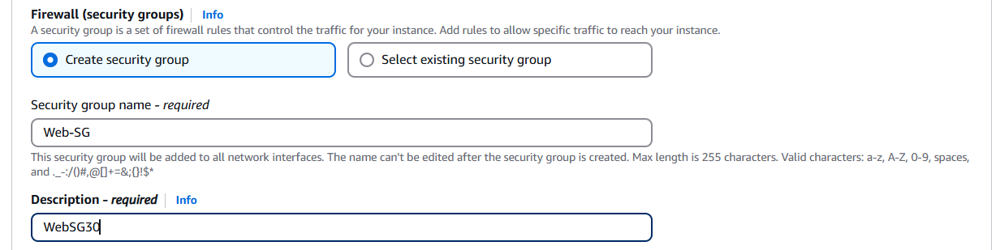 Firewall (security groups) Info
A security group is a set of firewall rules that control the traffic for your instance. Add rules to allow specific traffic to reach your instance.
Create security group
Select existing security group
Security group name - required
Web-SG
This security group will be added to all network interfaces. The name can't be edited after the security group is created. Max length is 255 characters. Valid characters: a-z, A-Z, 0-9, spaces,
and ._-:/()#,@[]+=&;{}!$*
Description - required Info
WebSG30